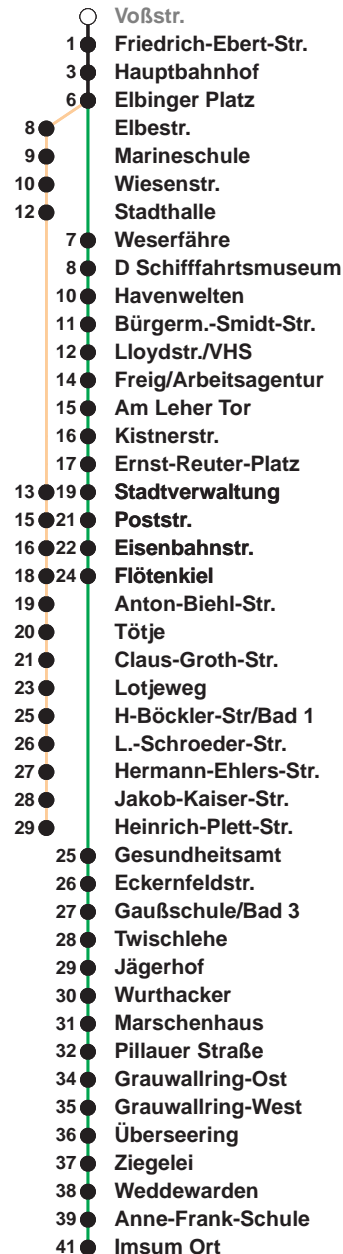 Voßstr.
1 Friedrich-Ebert-Str.
3 Hauptbahnhof
6 Elbinger Platz
8 Elbestr.
9 Marineschule
10 Wiesenstr.
12 Stadthalle
7 Weserfähre
8 D Schifffahrtsmuseum
10 Havenwelten
11 Bürgerm.-Smidt-Str.
12 Lloydstr./VHS
14 Freig/Arbeitsagentur
15 Am Leher Tor
16 Kistnerstr.
17 Ernst-Reuter-Platz
13 19 Stadtverwaltung
15 21 Poststr.
16 22 Eisenbahnstr.
18 24 Flötenkiel
19 Anton-Biehl-Str.
20 Tötje
21 Claus-Groth-Str.
23 Lotjeweg
25 H-Böckler-Str/Bad 1
26 L.-Schroeder-Str.
27 Hermann-Ehlers-Str.
28 Jakob-Kaiser-Str.
29 Heinrich-Plett-Str.
25 Gesundheitsamt
26 Eckernfeldstr.
27 Gaußschule/Bad 3
28 Twischlehe
29 Jägerhof
30 Wurthacker
31 Marschenhaus
32 Pillauer Straße
34 Grauwallring-Ost
35 Grauwallring-West
36 Überseering
37 Ziegelei
38 Weddewarden
39 Anne-Frank-Schule
41 Imsum Ort